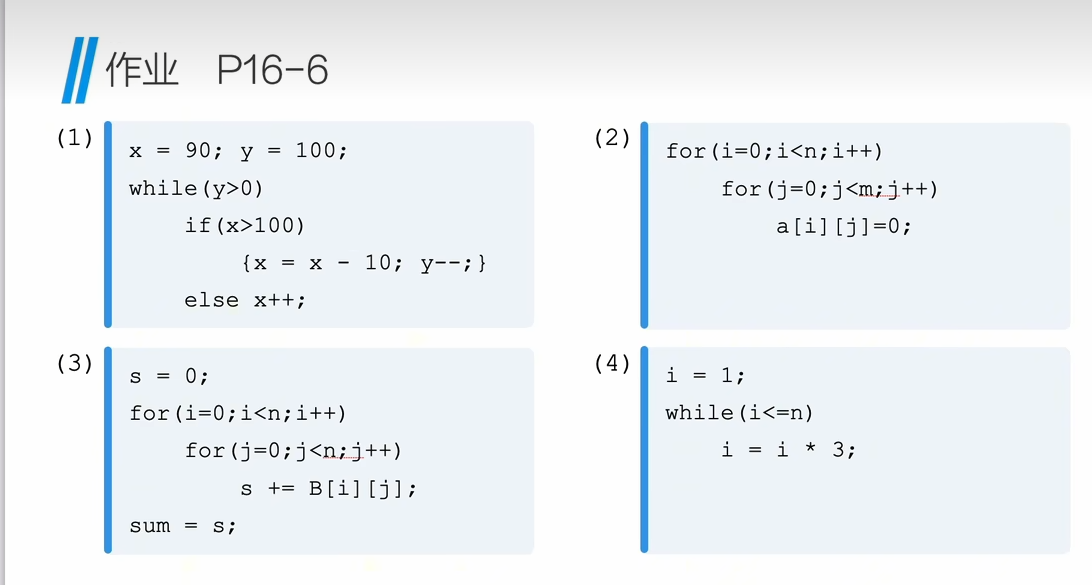 作业 P16-6
(1)
x = 90; y = 100;
while(y>0)
if(x>100)
{x = x - 10; y--;}
else x++;
(2)
for(i=0;i<n;i++)
for(j=0;j<m;j++)
a[i][j]=0;
(3)
s = 0;
for(i=0;i<n;i++)
for(j=0;j<n;j++)
s += B[i][j];
sum = s;
(4)
i = 1;
while(i<=n)
i = i * 3;